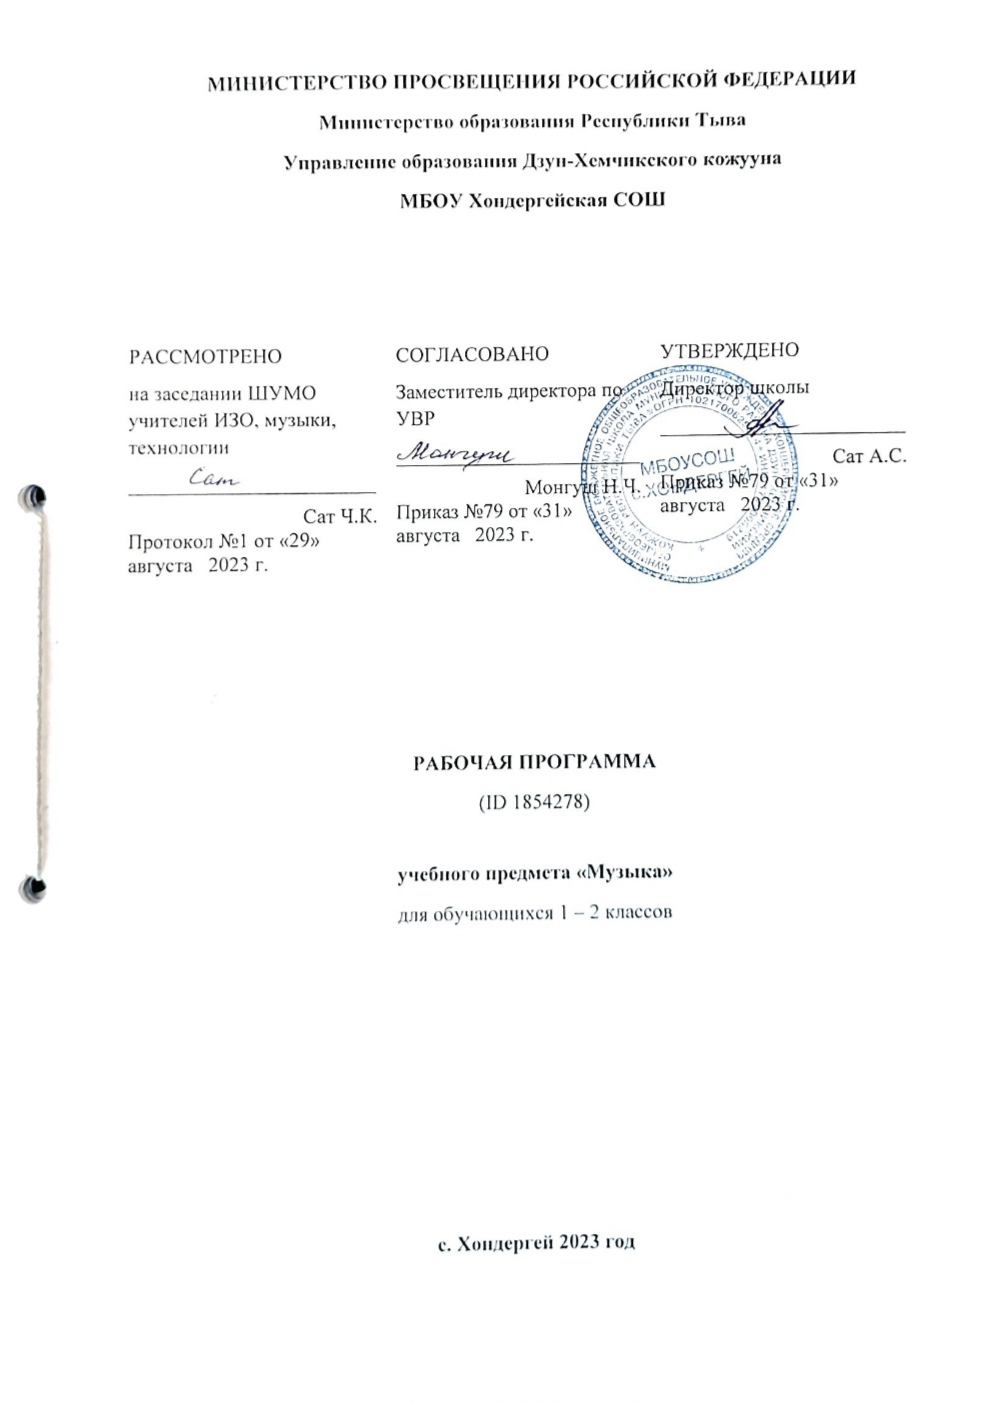 МИНИСТЕРСТВО ПРОСВЕЩЕНИЯ РОССИЙСКОЙ ФЕДЕРАЦИИ
Министерство образования Республики Тыва
Управление образования Дзун-Хемчикского кожууна
МБОУ Хондергейская СОШ
РАССМОТРЕНО
на заседании ШУМО
учителей ИЗО, музыки,
технологии
Сат
Сат Ч.К.
Протокол №1 от «29»
августа 2023 г.
СОГЛАСОВАНО
Заместитель директора по
УВР
Монгуш
Монгуш Н.Ч.
Приказ №79 от «31»
августа 2023 г.
УТВЕРЖДЕНО
Директор школы
Сат А.С.
Приказ №79 от «31»
августа 2023 г.
МБОУСОШ
с.ХОНДЕРГЕЙ
РАБОЧАЯ ПРОГРАММА
(ID 1854278)
учебного предмета «Музыка»
для обучающихся 1 – 2 классов
с. Хондергей 2023 год